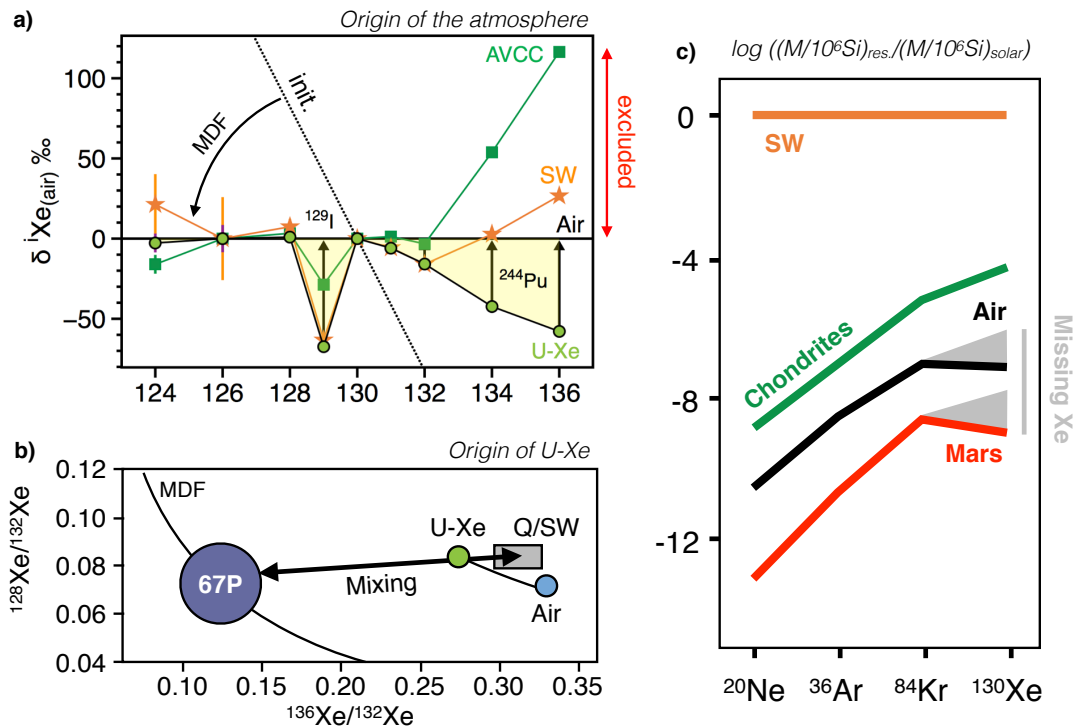 a)
Origin of the atmosphere
100
50
0
−50
δ ⁱXe(air) ‰
MDF
init.
AVCC
SW
Air
excluded
¹²⁹I
²⁴⁴Pu
U-Xe
124 126 128 130 132 134 136
b)
Origin of U-Xe
0.12
0.10
0.08
0.06
0.04
¹²⁸Xe/¹³²Xe
MDF
67P
Mixing
U-Xe
Q/SW
Air
0.10 0.15 0.20 0.25 0.30 0.35
¹³⁶Xe/¹³²Xe
c)
log ((M/10⁶Si)res./(M/10⁶Si)solar)
0
-4
-8
-12
SW
Chondrites
Air
Mars
Missing Xe
²⁰Ne ³⁶Ar ⁸⁴Kr ¹³⁰Xe